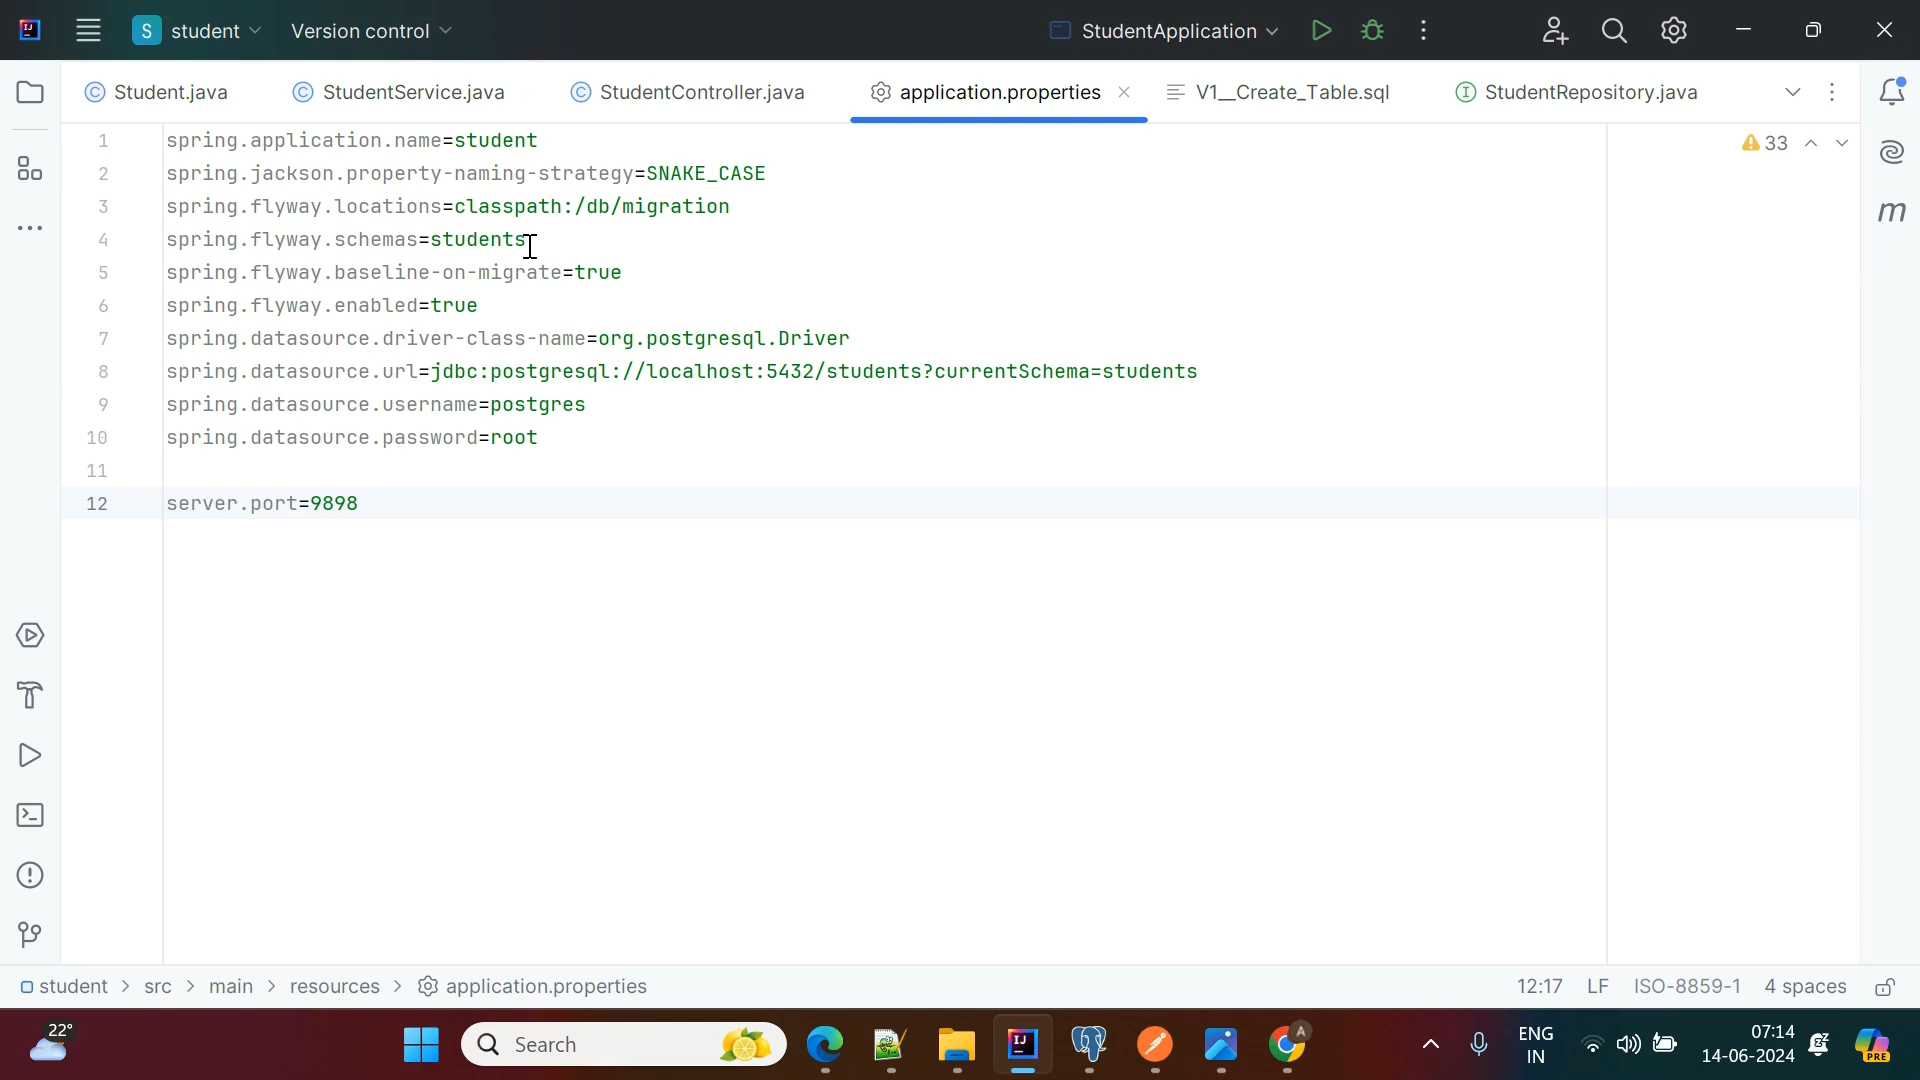 student Version control StudentApplication
Student.java StudentService.java StudentController.java application.properties V1__Create_Table.sql StudentRepository.java
33
1 spring.application.name=student
2 spring.jackson.property-naming-strategy=SNAKE_CASE
3 spring.flyway.locations=classpath:/db/migration
4 spring.flyway.schemas=students
5 spring.flyway.baseline-on-migrate=true
6 spring.flyway.enabled=true
7 spring.datasource.driver-class-name=org.postgresql.Driver
8 spring.datasource.url=jdbc:postgresql://localhost:5432/students?currentSchema=students
9 spring.datasource.username=postgres
10 spring.datasource.password=root
11
12 server.port=9898
student > src > main > resources > application.properties 12:17 LF ISO-8859-1 4 spaces
22°
Search
ENG
IN
07:14
14-06-2024
PRE